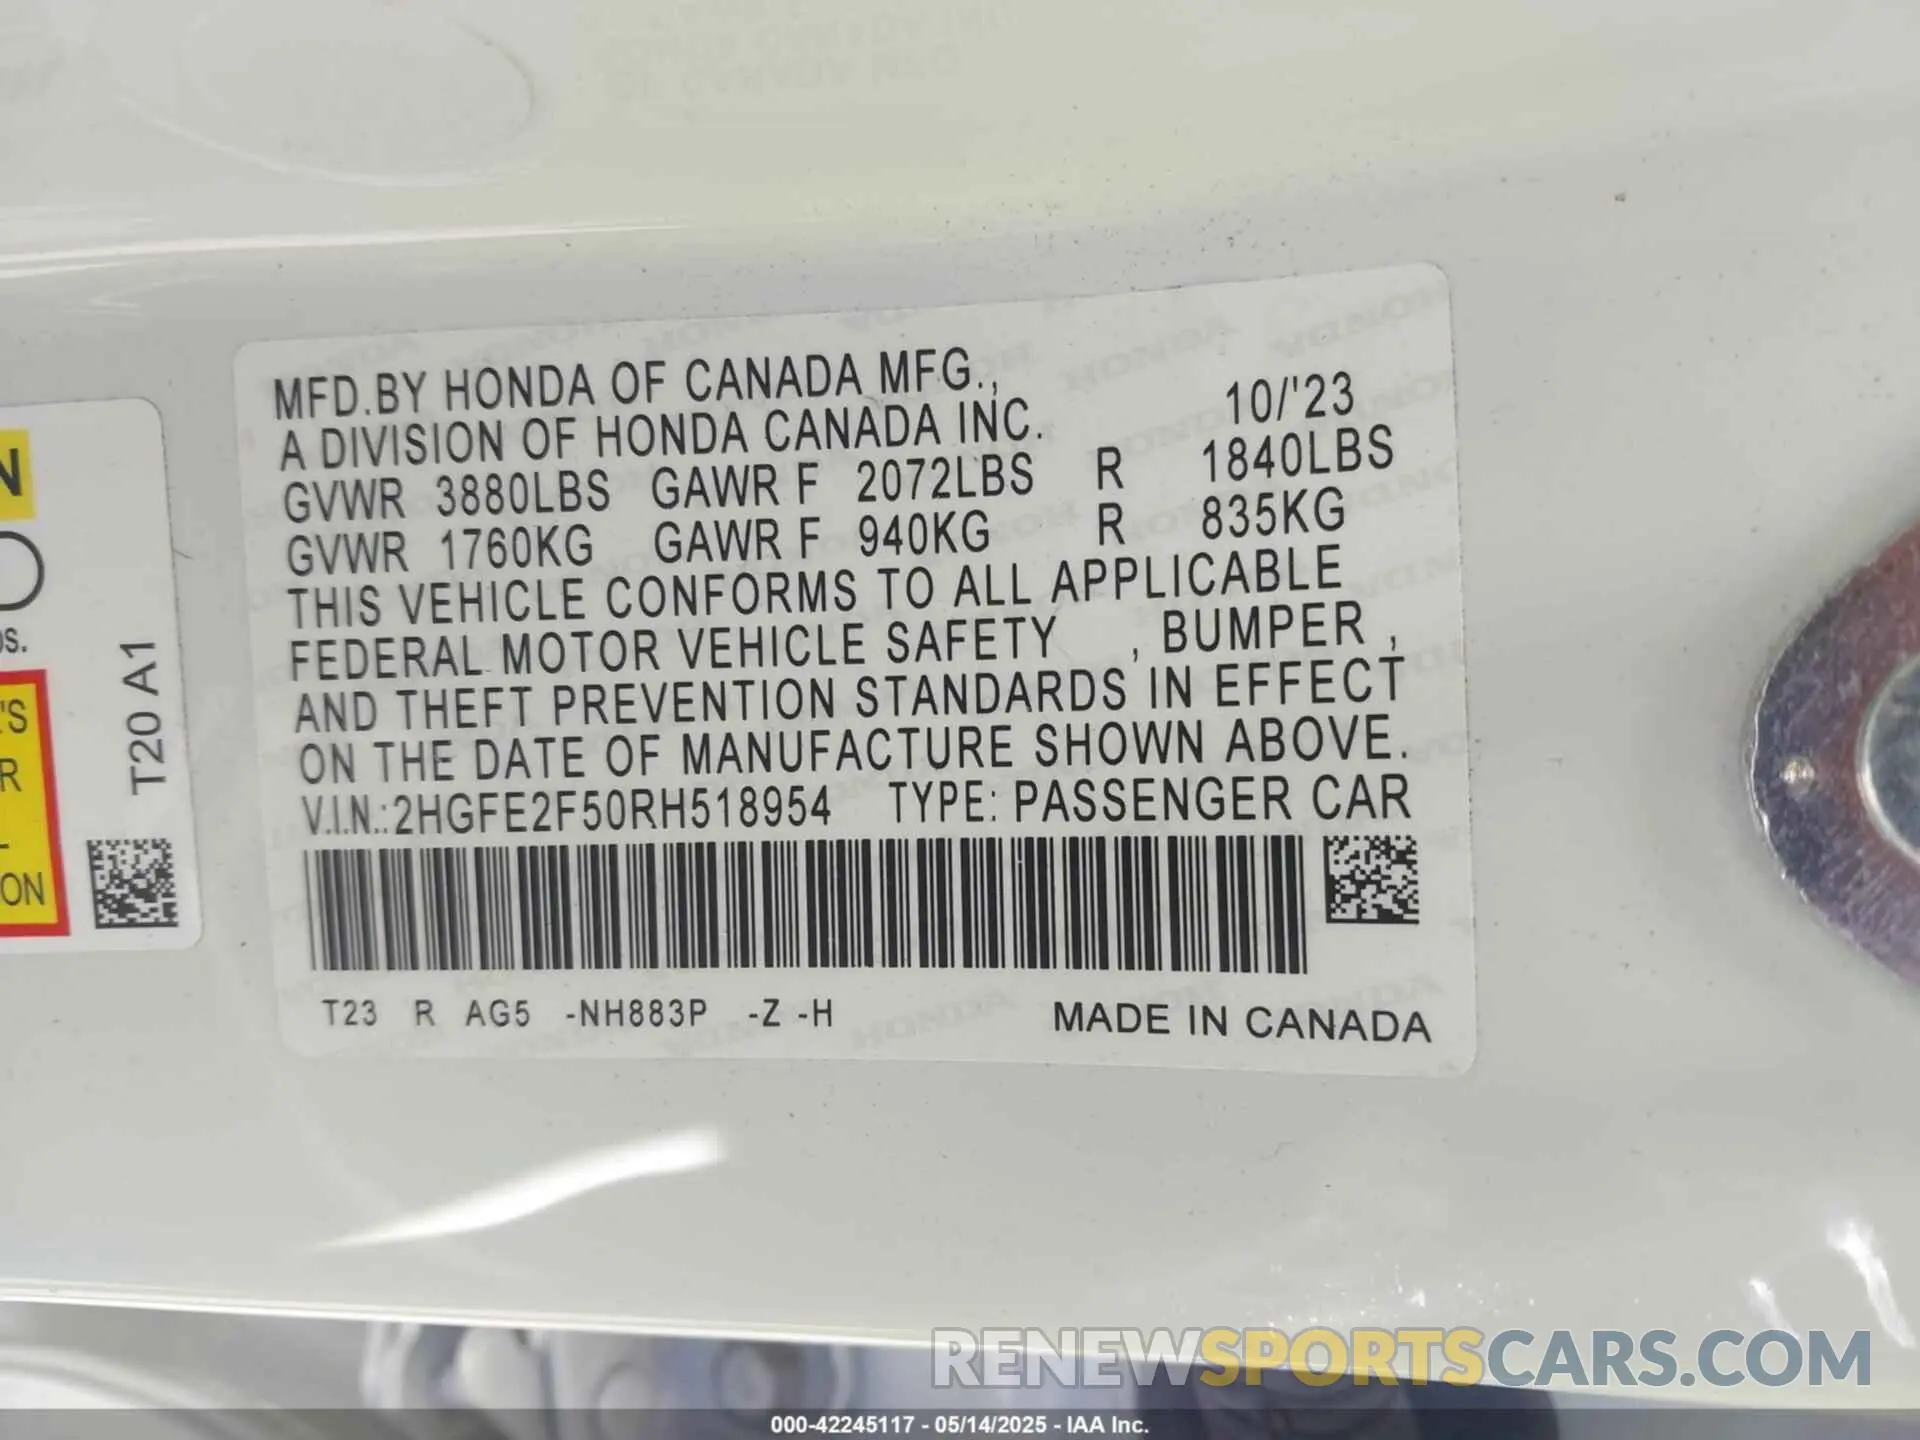 MFD.BY HONDA OF CANADA MFG., 10/'23
A DIVISION OF HONDA CANADA INC.
GVWR 3880LBS GAWR F 2072LBS R 1840LBS
GVWR 1760KG GAWR F 940KG R 835KG
THIS VEHICLE CONFORMS TO ALL APPLICABLE
FEDERAL MOTOR VEHICLE SAFETY , BUMPER ,
AND THEFT PREVENTION STANDARDS IN EFFECT
ON THE DATE OF MANUFACTURE SHOWN ABOVE.
V.I.N.:2HGFE2F50RH518954 TYPE: PASSENGER CAR
T23 R AG5 -NH883P -Z -H MADE IN CANADA
N
'S
R
ON
T20 A1
RENEWSPORTSCARS.COM
000-42245117 - 05/14/2025 - IAA Inc.